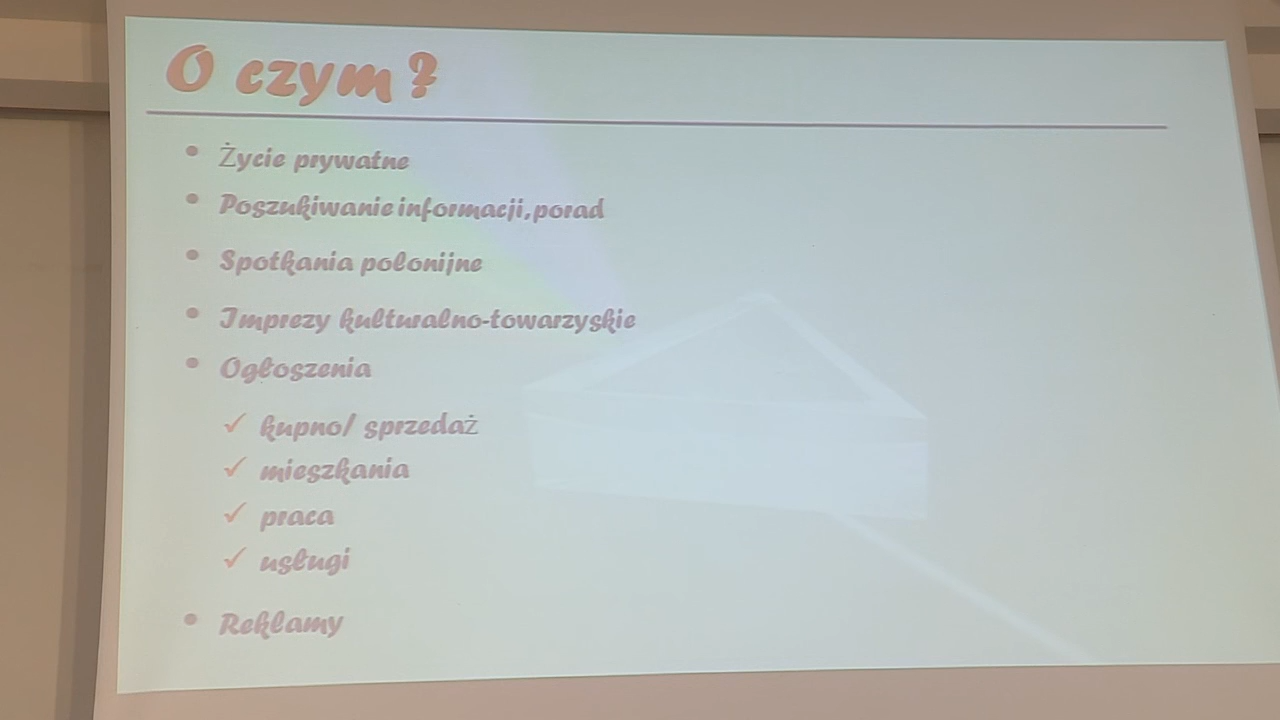 O czym?
• Życie prywatne
• Poszukiwanie informacji, porad
• Spotkania polonijne
• Imprezy kulturalno-towarzyskie
• Ogłoszenia
✓ kupno/ sprzedaż
✓ mieszkania
✓ praca
✓ usługi
• Reklamy